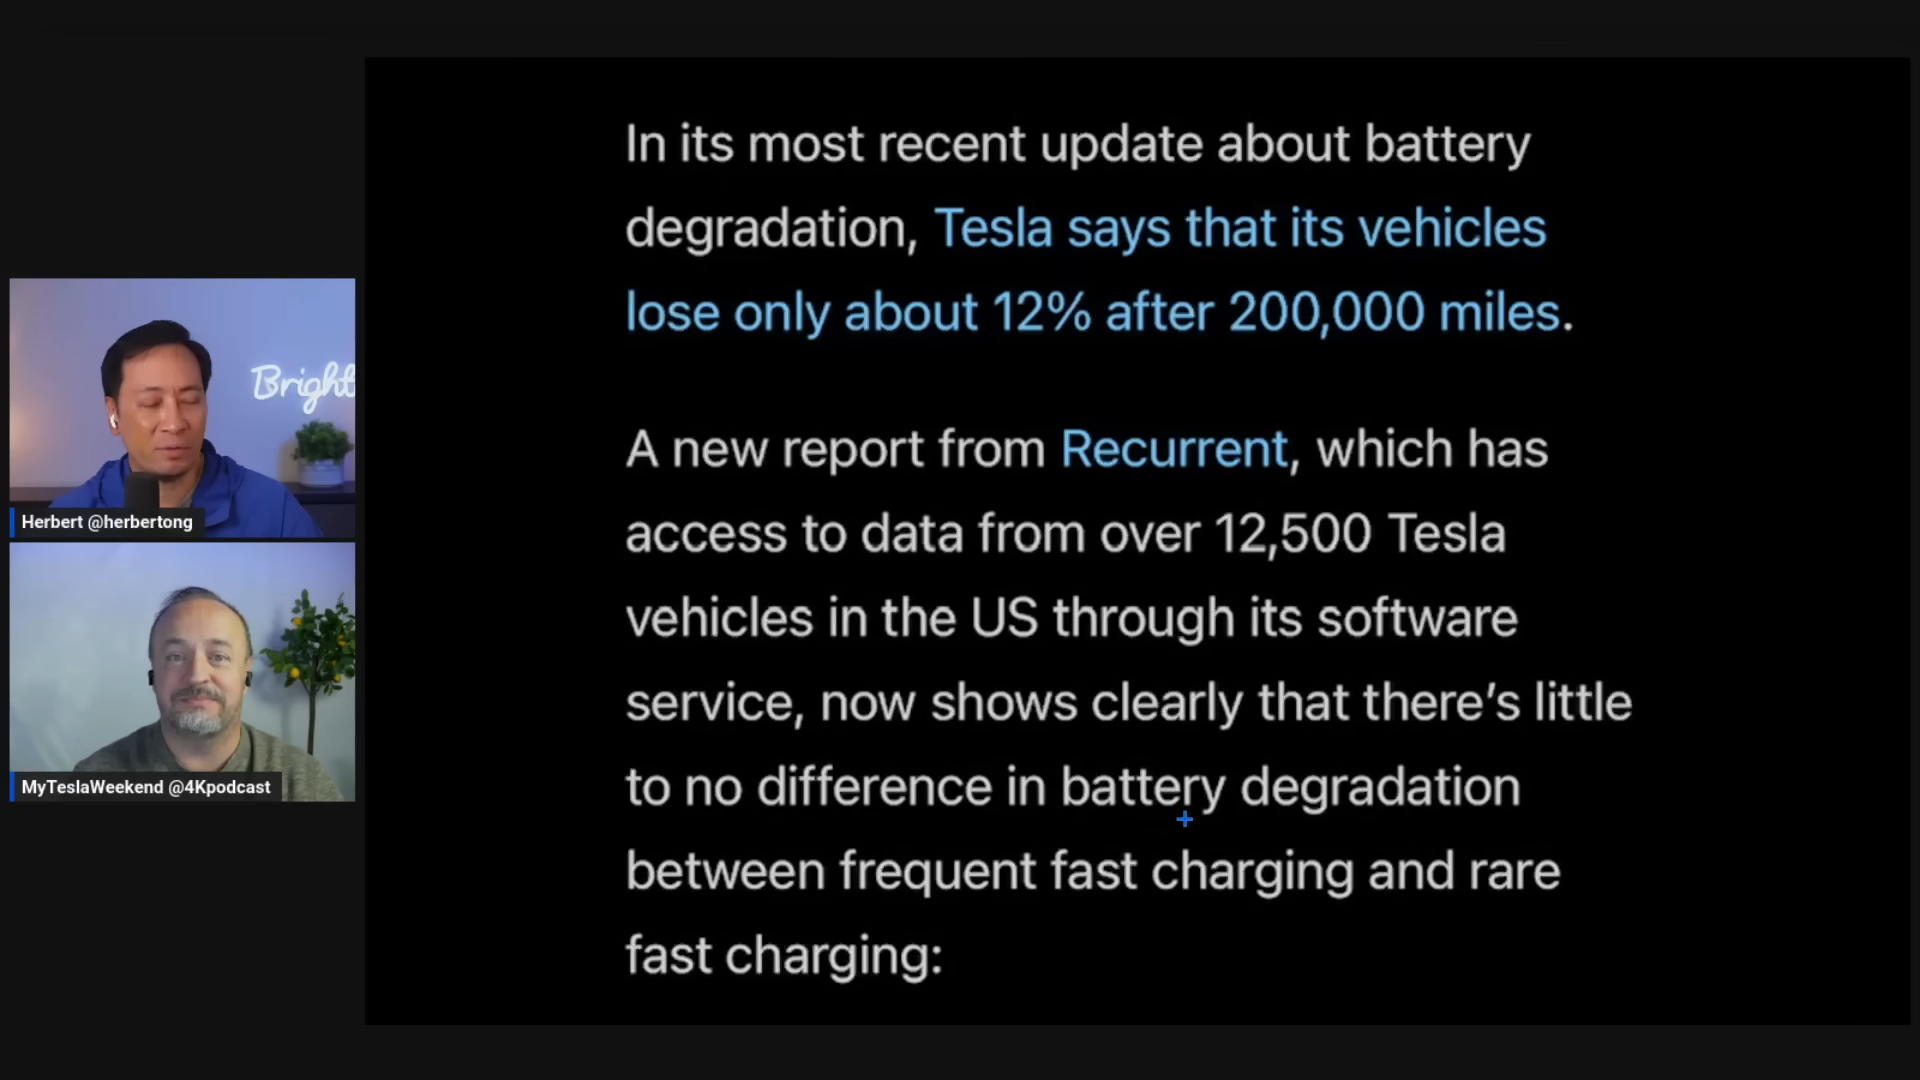 In its most recent update about battery
degradation, Tesla says that its vehicles
lose only about 12% after 200,000 miles.
A new report from Recurrent, which has
access to data from over 12,500 Tesla
vehicles in the US through its software
service, now shows clearly that there’s little
to no difference in battery degradation
between frequent fast charging and rare
fast charging:
Bright
Herbert @herbertong
MyTeslaWeekend @4Kpodcast